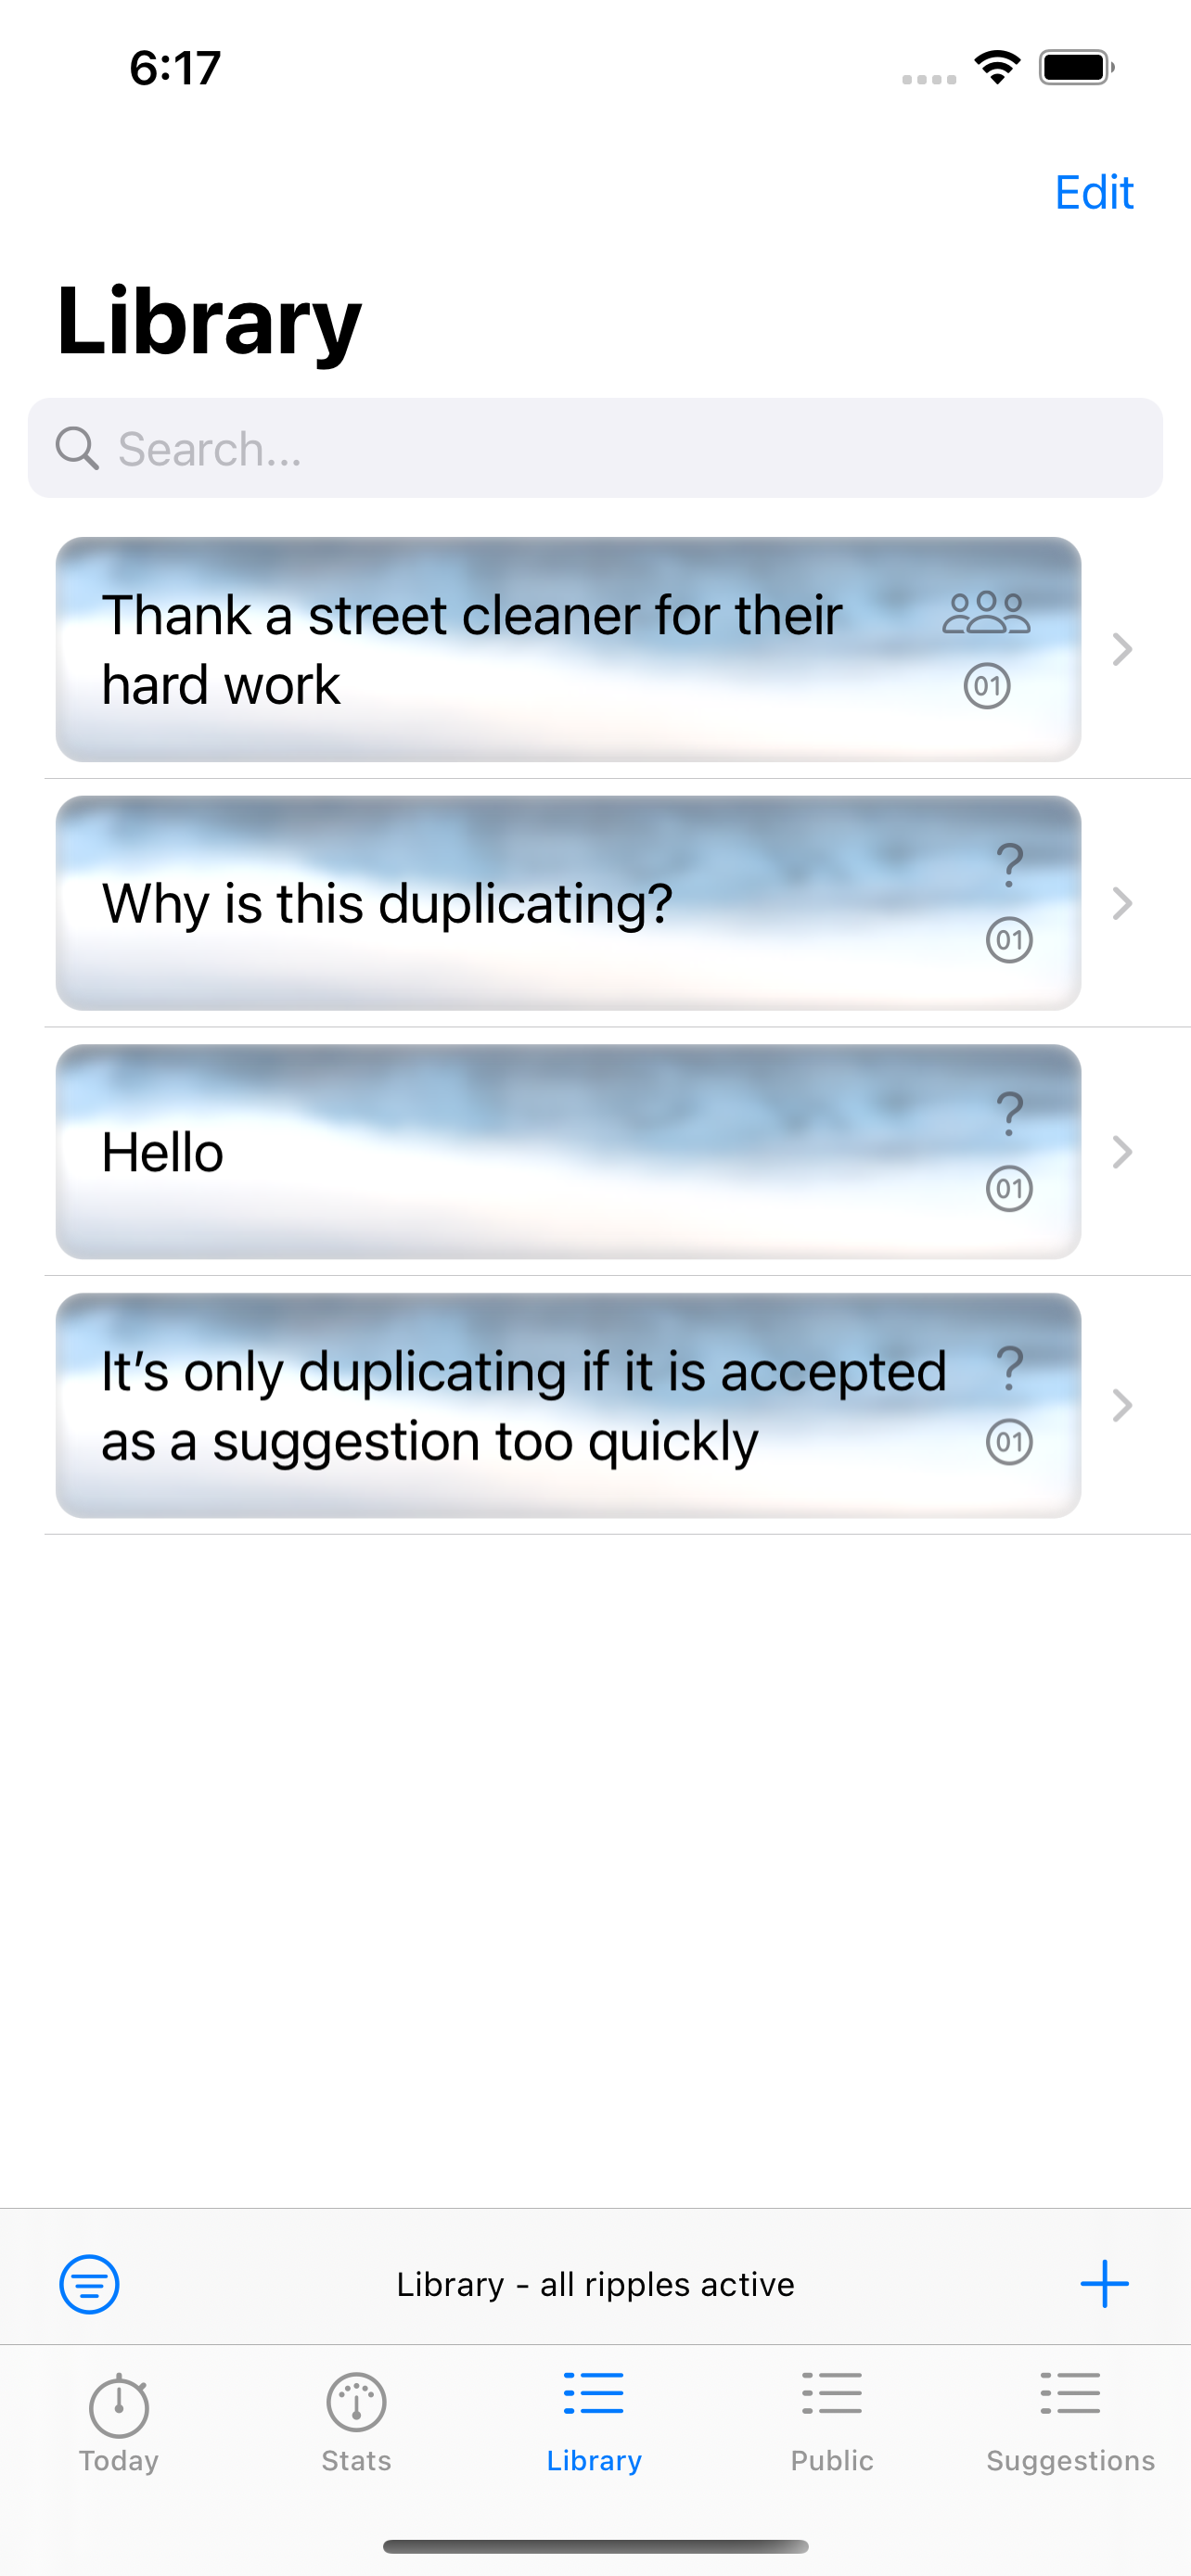 6:17
Edit
Library
Search...
Thank a street cleaner for their
hard work
01
Why is this duplicating?
?
01
Hello
?
01
It’s only duplicating if it is accepted
as a suggestion too quickly
?
01
Library - all ripples active
Today
Stats
Library
Public
Suggestions